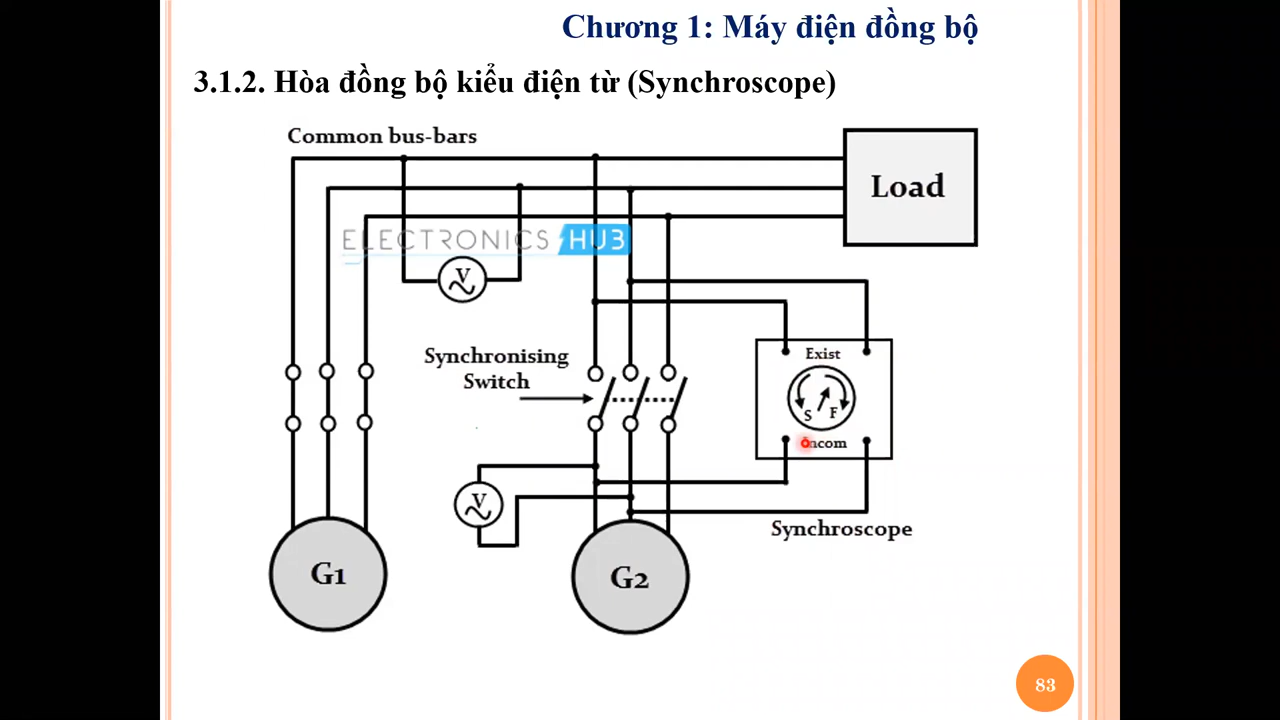 Chương 1: Máy điện đồng bộ
3.1.2. Hòa đồng bộ kiểu điện từ (Synchroscope)
Common bus-bars
Load
ELECTRONICS HUB
V
Synchronising
Switch
Exist
S F
Oncom
V
Synchroscope
G1
G2
83